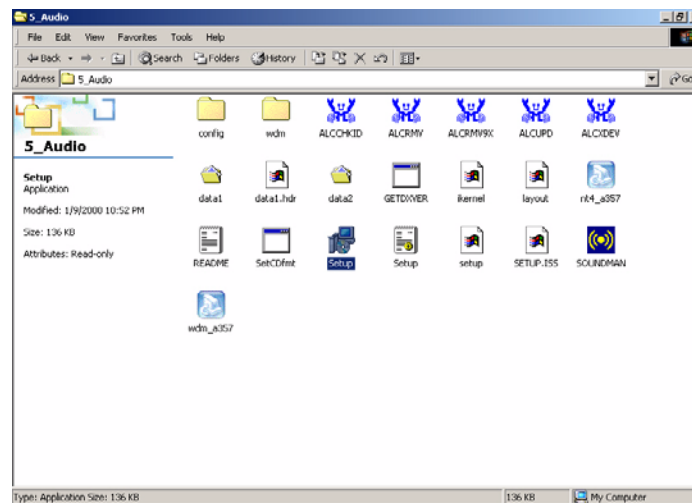 5_Audio
File Edit View Favorites Tools Help
Back Search Folders History
Address 5_Audio Go
config wdm ALCCHKID ALCRMV ALCRMV9X ALCUPD ALCXDEV
5_Audio
Setup
Application
Modified: 1/9/2000 10:52 PM
Size: 136 KB
Attributes: Read-only
data1 data1.hdr data2 GETDXVER ikernel layout nt4_a357
README SetCDfmt Setup Setup setup SETUP.ISS SOUNDMAN
wdm_a357
Type: Application Size: 136 KB 136 KB My Computer